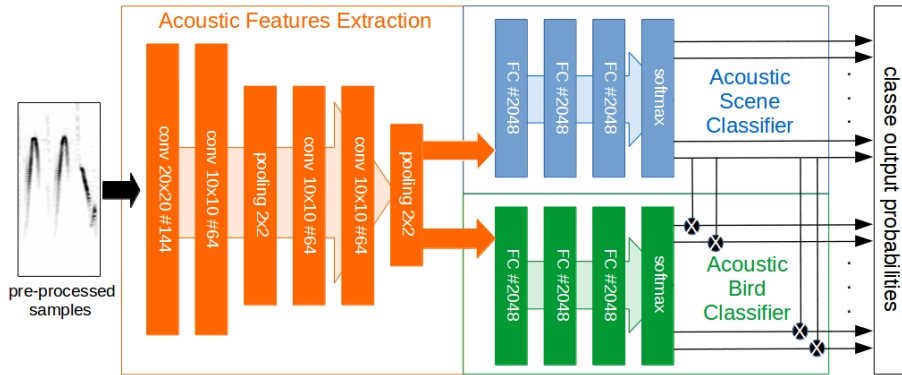 Acoustic Features Extraction
pre-processed
samples
conv 20x20 #144
conv 10x10 #64
pooling 2x2
conv 10x10 #64
conv 10x10 #64
pooling 2x2
FC #2048
FC #2048
FC #2048
softmax
Acoustic
Scene
Classifier
FC #2048
FC #2048
FC #2048
softmax
Acoustic
Bird
Classifier
classe output probabilities